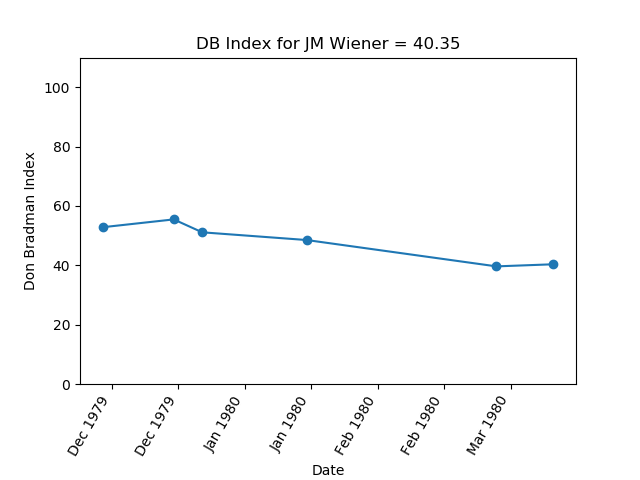 DB Index for JM Wiener = 40.35
100
80
60
40
20
0
Don Bradman Index
Dec 1979
Dec 1979
Jan 1980
Jan 1980
Feb 1980
Feb 1980
Mar 1980
Date